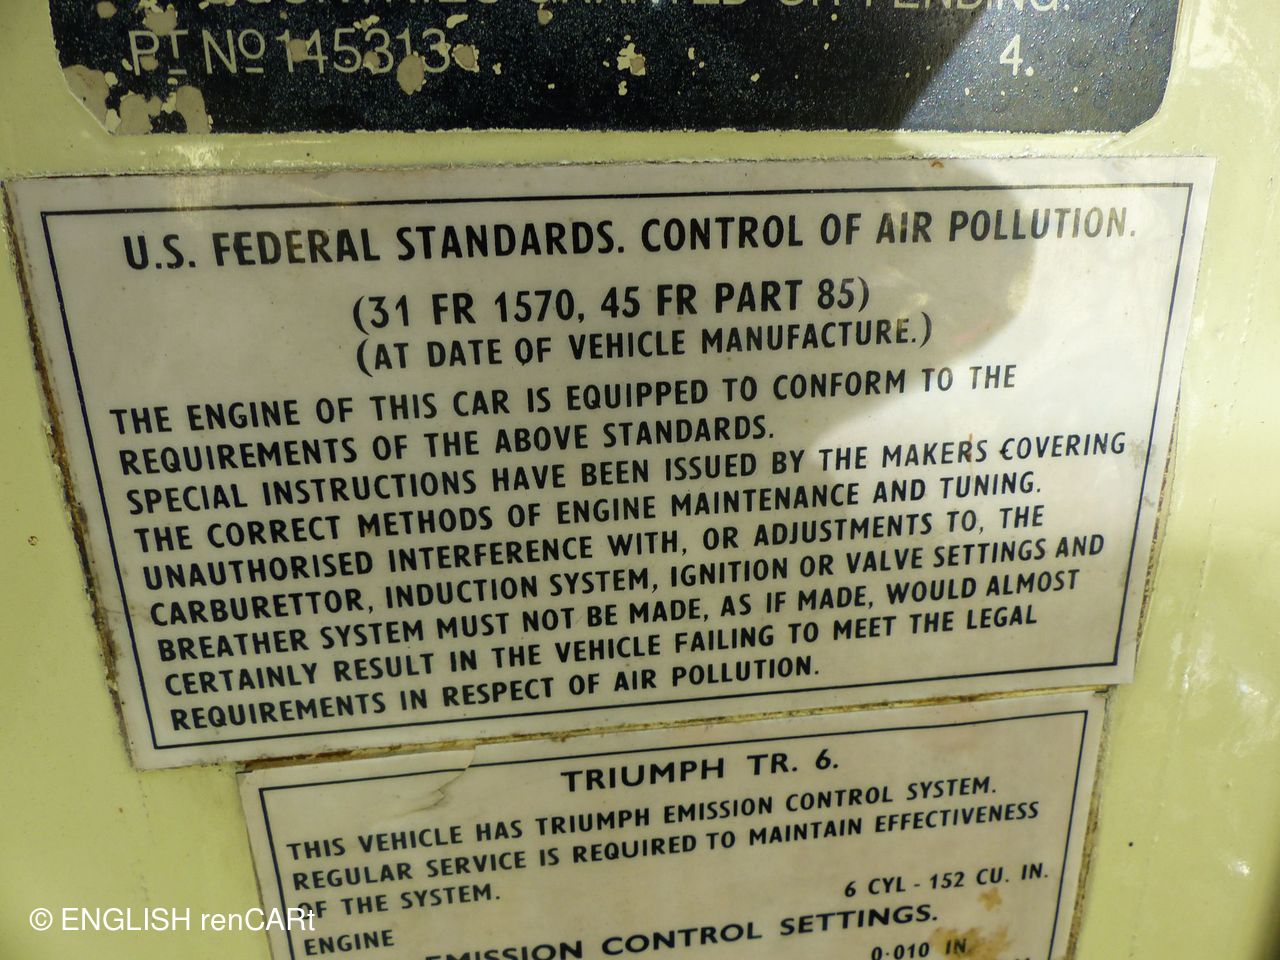 GRANTED OR PENDING.
PT NO 145313 4.
U.S. FEDERAL STANDARDS. CONTROL OF AIR POLLUTION.
(31 FR 1570, 45 FR PART 85)
(AT DATE OF VEHICLE MANUFACTURE.)
THE ENGINE OF THIS CAR IS EQUIPPED TO CONFORM TO THE
REQUIREMENTS OF THE ABOVE STANDARDS.
SPECIAL INSTRUCTIONS HAVE BEEN ISSUED BY THE MAKERS COVERING
THE CORRECT METHODS OF ENGINE MAINTENANCE AND TUNING.
UNAUTHORISED INTERFERENCE WITH, OR ADJUSTMENTS TO, THE
CARBURETTOR, INDUCTION SYSTEM, IGNITION OR VALVE SETTINGS AND
BREATHER SYSTEM MUST NOT BE MADE, AS IF MADE, WOULD ALMOST
CERTAINLY RESULT IN THE VEHICLE FAILING TO MEET THE LEGAL
REQUIREMENTS IN RESPECT OF AIR POLLUTION.
TRIUMPH TR. 6.
THIS VEHICLE HAS TRIUMPH EMISSION CONTROL SYSTEM.
REGULAR SERVICE IS REQUIRED TO MAINTAIN EFFECTIVENESS
OF THE SYSTEM.
ENGINE 6 CYL - 152 CU. IN.
EMISSION CONTROL SETTINGS.
0·010 IN.
© ENGLISH renCARt